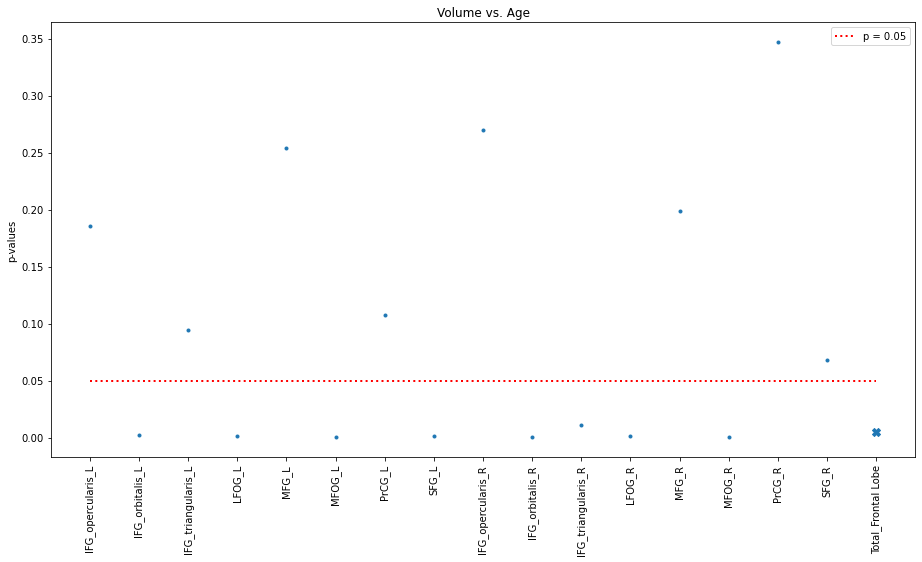 Volume vs. Age
p = 0.05
p-values
0.35
0.30
0.25
0.20
0.15
0.10
0.05
0.00
IFG_opercularis_L
IFG_orbitalis_L
IFG_triangularis_L
LFOG_L
MFG_L
MFOG_L
PrCG_L
SFG_L
IFG_opercularis_R
IFG_orbitalis_R
IFG_triangularis_R
LFOG_R
MFG_R
MFOG_R
PrCG_R
SFG_R
Total_Frontal Lobe